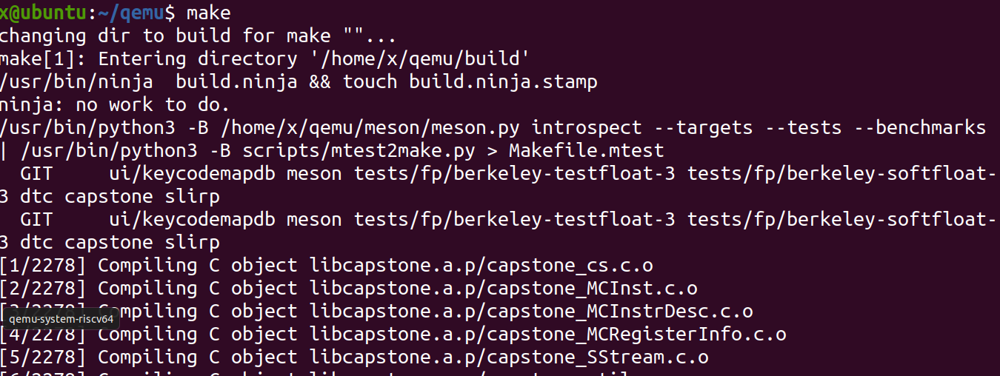 x@ubuntu:~/qemu$ make
changing dir to build for make ""...
make[1]: Entering directory '/home/x/qemu/build'
/usr/bin/ninja  build.ninja && touch build.ninja.stamp
ninja: no work to do.
/usr/bin/python3 -B /home/x/qemu/meson/meson.py introspect --targets --tests --benchmarks
| /usr/bin/python3 -B scripts/mtest2make.py > Makefile.mtest
  GIT     ui/keycodemapdb meson tests/fp/berkeley-testfloat-3 tests/fp/berkeley-softfloat-
3 dtc capstone slirp
  GIT     ui/keycodemapdb meson tests/fp/berkeley-testfloat-3 tests/fp/berkeley-softfloat-
3 dtc capstone slirp
[1/2278] Compiling C object libcapstone.a.p/capstone_cs.c.o
[2/2278] Compiling C object libcapstone.a.p/capstone_MCInst.c.o
[3/2278] Compiling C object libcapstone.a.p/capstone_MCInstrDesc.c.o
qemu-system-riscv64
[4/2278] Compiling C object libcapstone.a.p/capstone_MCRegisterInfo.c.o
[5/2278] Compiling C object libcapstone.a.p/capstone_SStream.c.o